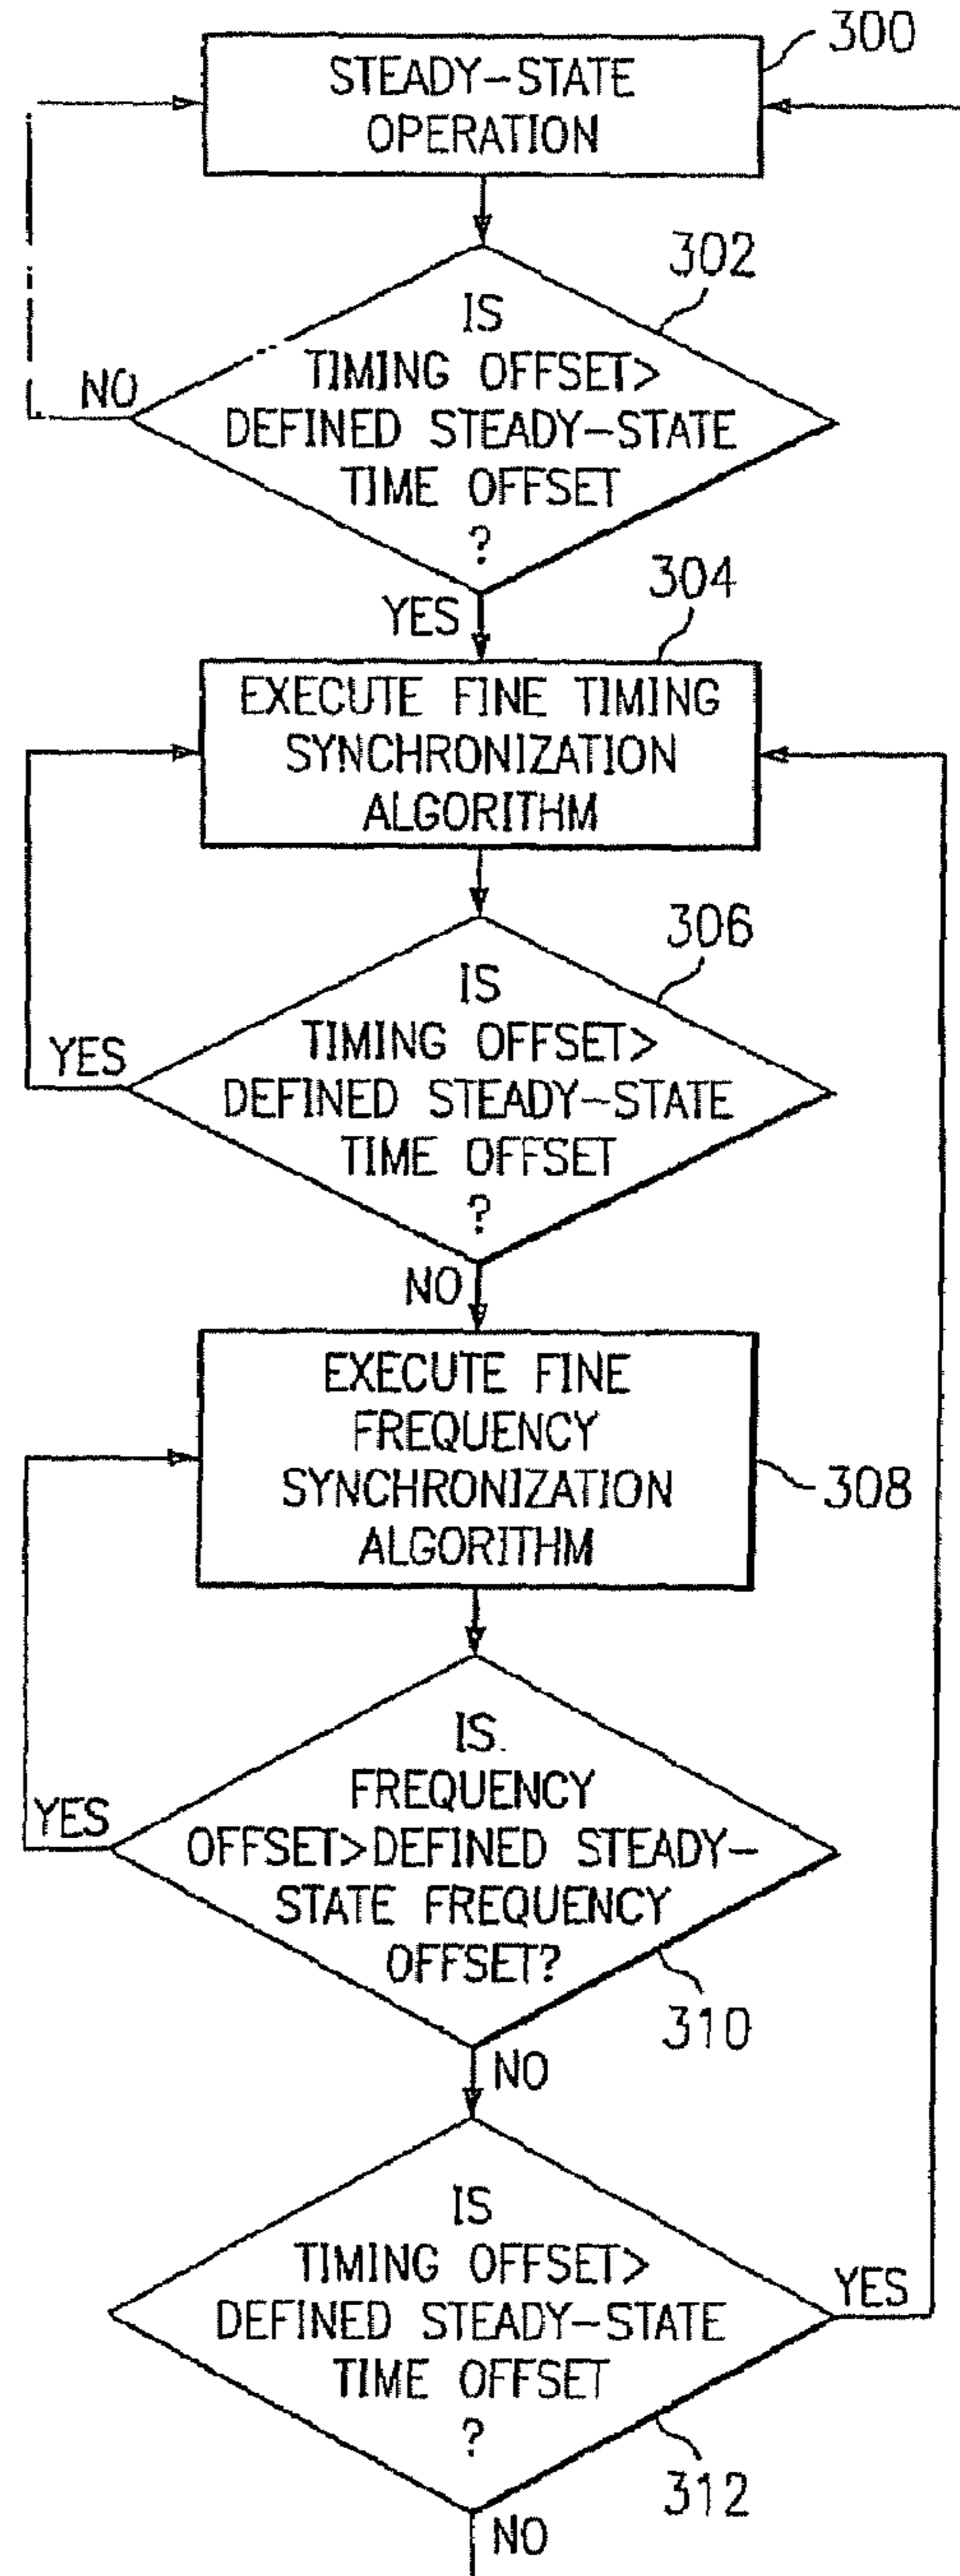 300
STEADY-STATE
OPERATION
302
IS
TIMING OFFSET>
DEFINED STEADY-STATE
TIME OFFSET
?
NO
YES
304
EXECUTE FINE TIMING
SYNCHRONIZATION
ALGORITHM
306
IS
TIMING OFFSET>
DEFINED STEADY-STATE
TIME OFFSET
?
YES
NO
EXECUTE FINE
FREQUENCY
SYNCHRONIZATION
ALGORITHM
308
IS
FREQUENCY
OFFSET>DEFINED STEADY-
STATE FREQUENCY
OFFSET?
YES
310
NO
IS
TIMING OFFSET>
DEFINED STEADY-STATE
TIME OFFSET
?
YES
312
NO